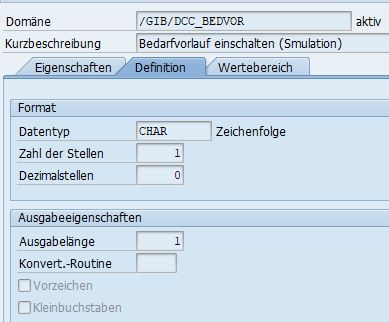 Domäne /GIB/DCC_BEDVOR aktiv
Kurzbeschreibung Bedarfvorlauf einschalten (Smulation)
Eigenschaften Definition Wertebereich
Format
Datentyp CHAR Zeichenfolge
Zahl der Stellen 1
Dezimalstellen 0
Ausgabeeigenschaften
Ausgabelänge 1
Konvert.-Routine
Vorzeichen
Kleinbuchstaben